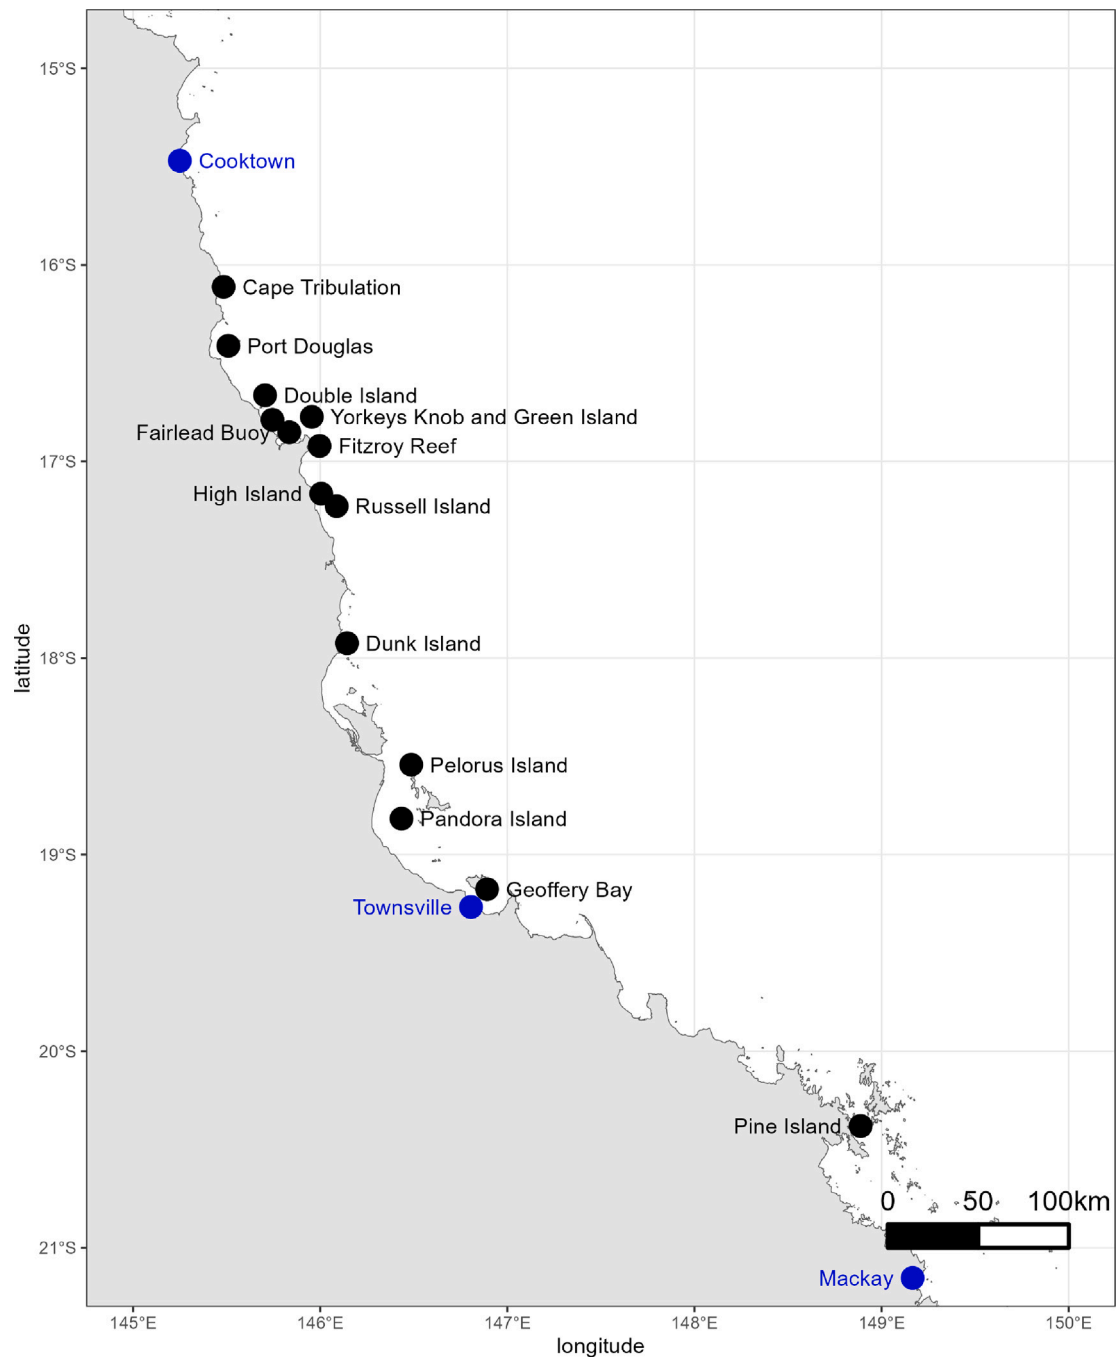 15°S
Cooktown
16°S
Cape Tribulation
Port Douglas
Double Island
Yorkeys Knob and Green Island
Fairlead Buoy
Fitzroy Reef
17°S
High Island
Russell Island
Dunk Island
18°S
latitude
Pelorus Island
Pandora Island
19°S
Geoffery Bay
Townsville
20°S
Pine Island
0 50 100km
21°S
Mackay
145°E 146°E 147°E 148°E 149°E 150°E
longitude